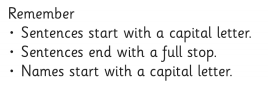 Remember
• Sentences start with a capital letter.
• Sentences end with a full stop.
• Names start with a capital letter.